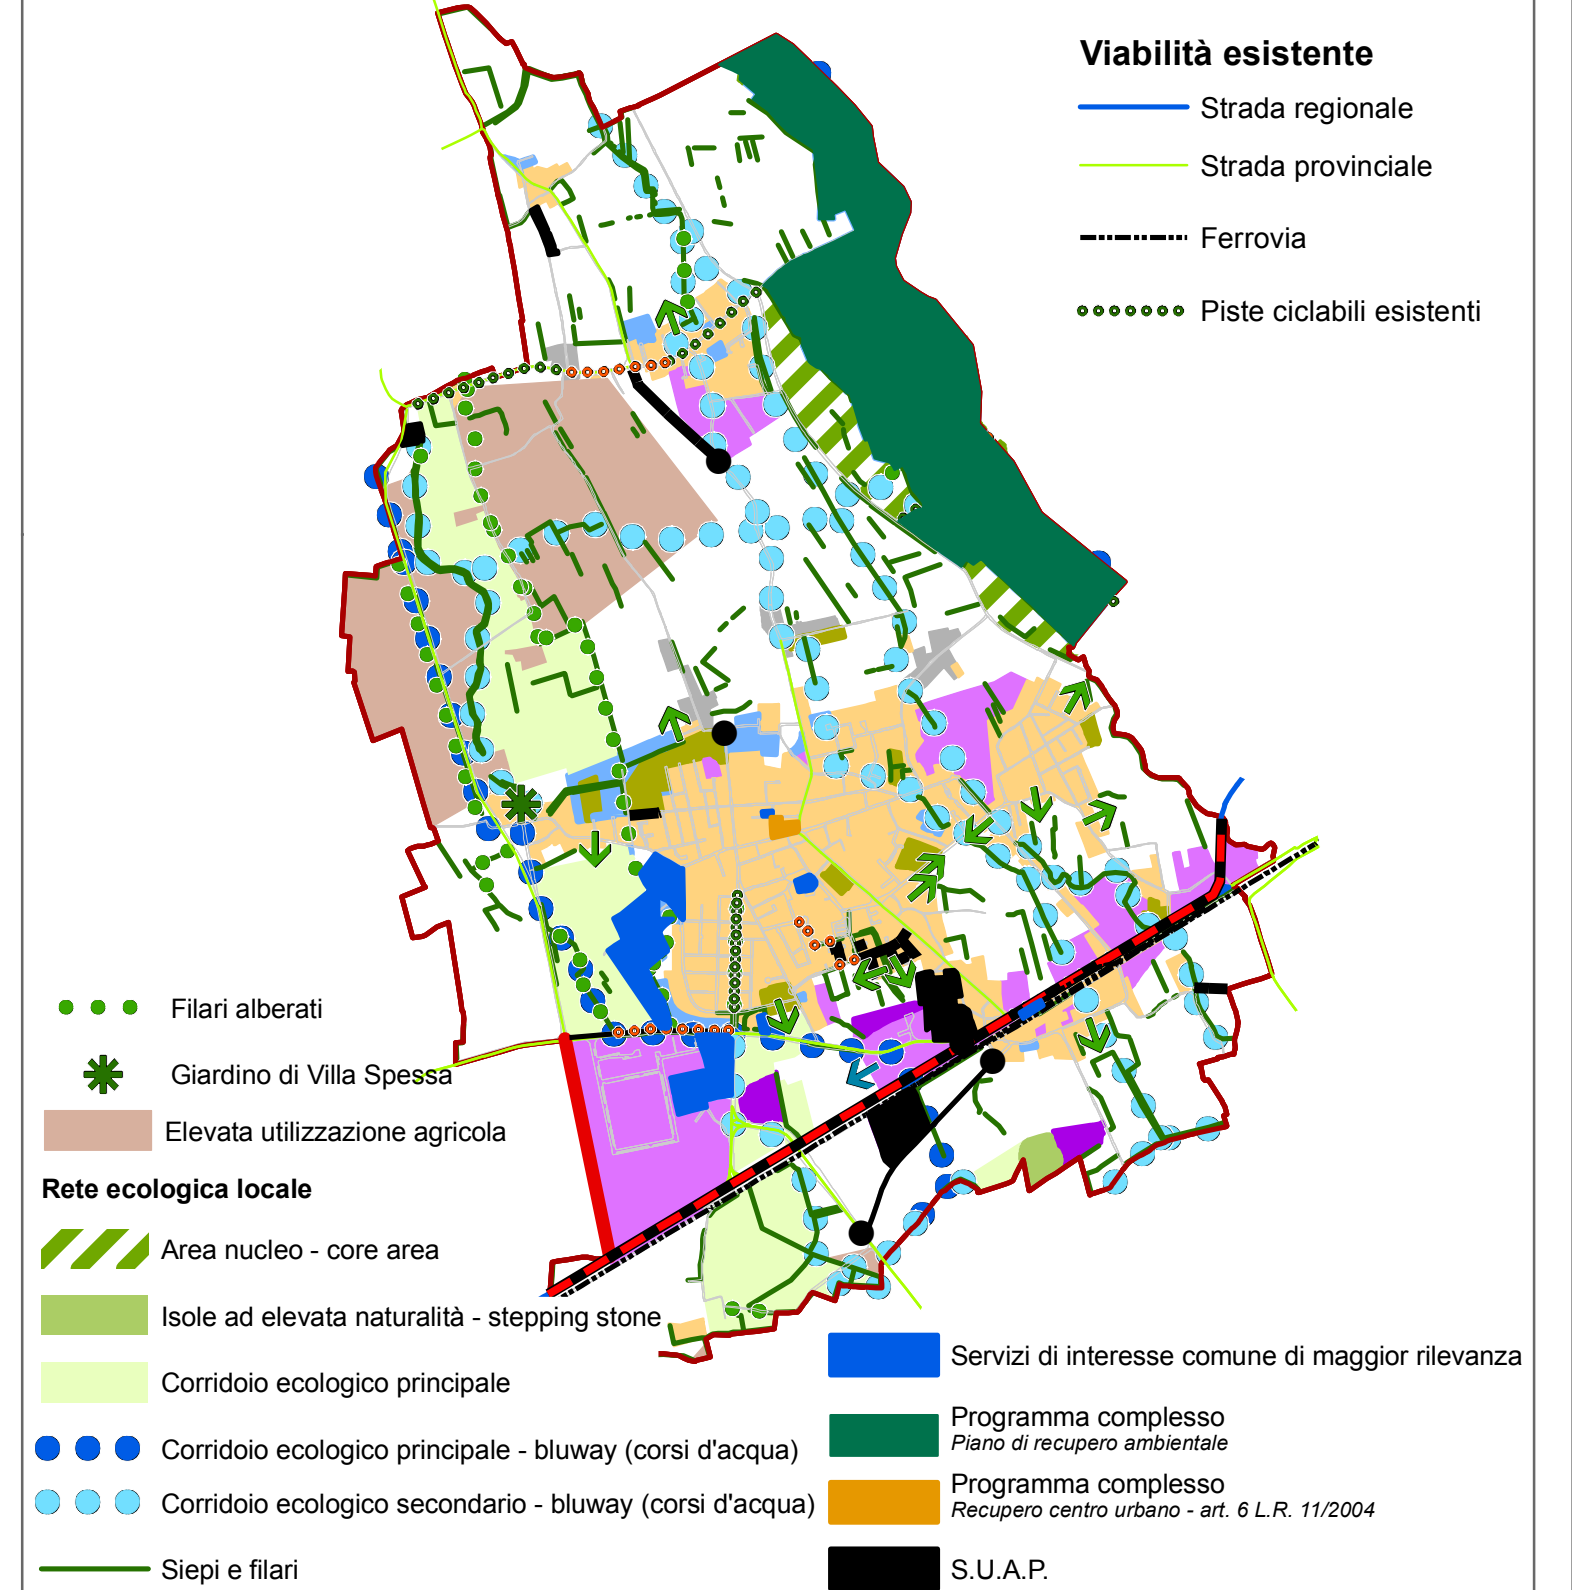 Viabilità esistente
Strada regionale
Strada provinciale
Ferrovia
Piste ciclabili esistenti
Filari alberati
Giardino di Villa Spessa
Elevata utilizzazione agricola
Rete ecologica locale
Area nucleo - core area
Isole ad elevata naturalità - stepping stone
Corridoio ecologico principale
Corridoio ecologico principale - bluway (corsi d'acqua)
Corridoio ecologico secondario - bluway (corsi d'acqua)
Siepi e filari
Servizi di interesse comune di maggior rilevanza
Programma complesso
Piano di recupero ambientale
Programma complesso
Recupero centro urbano - art. 6 L.R. 11/2004
S.U.A.P.